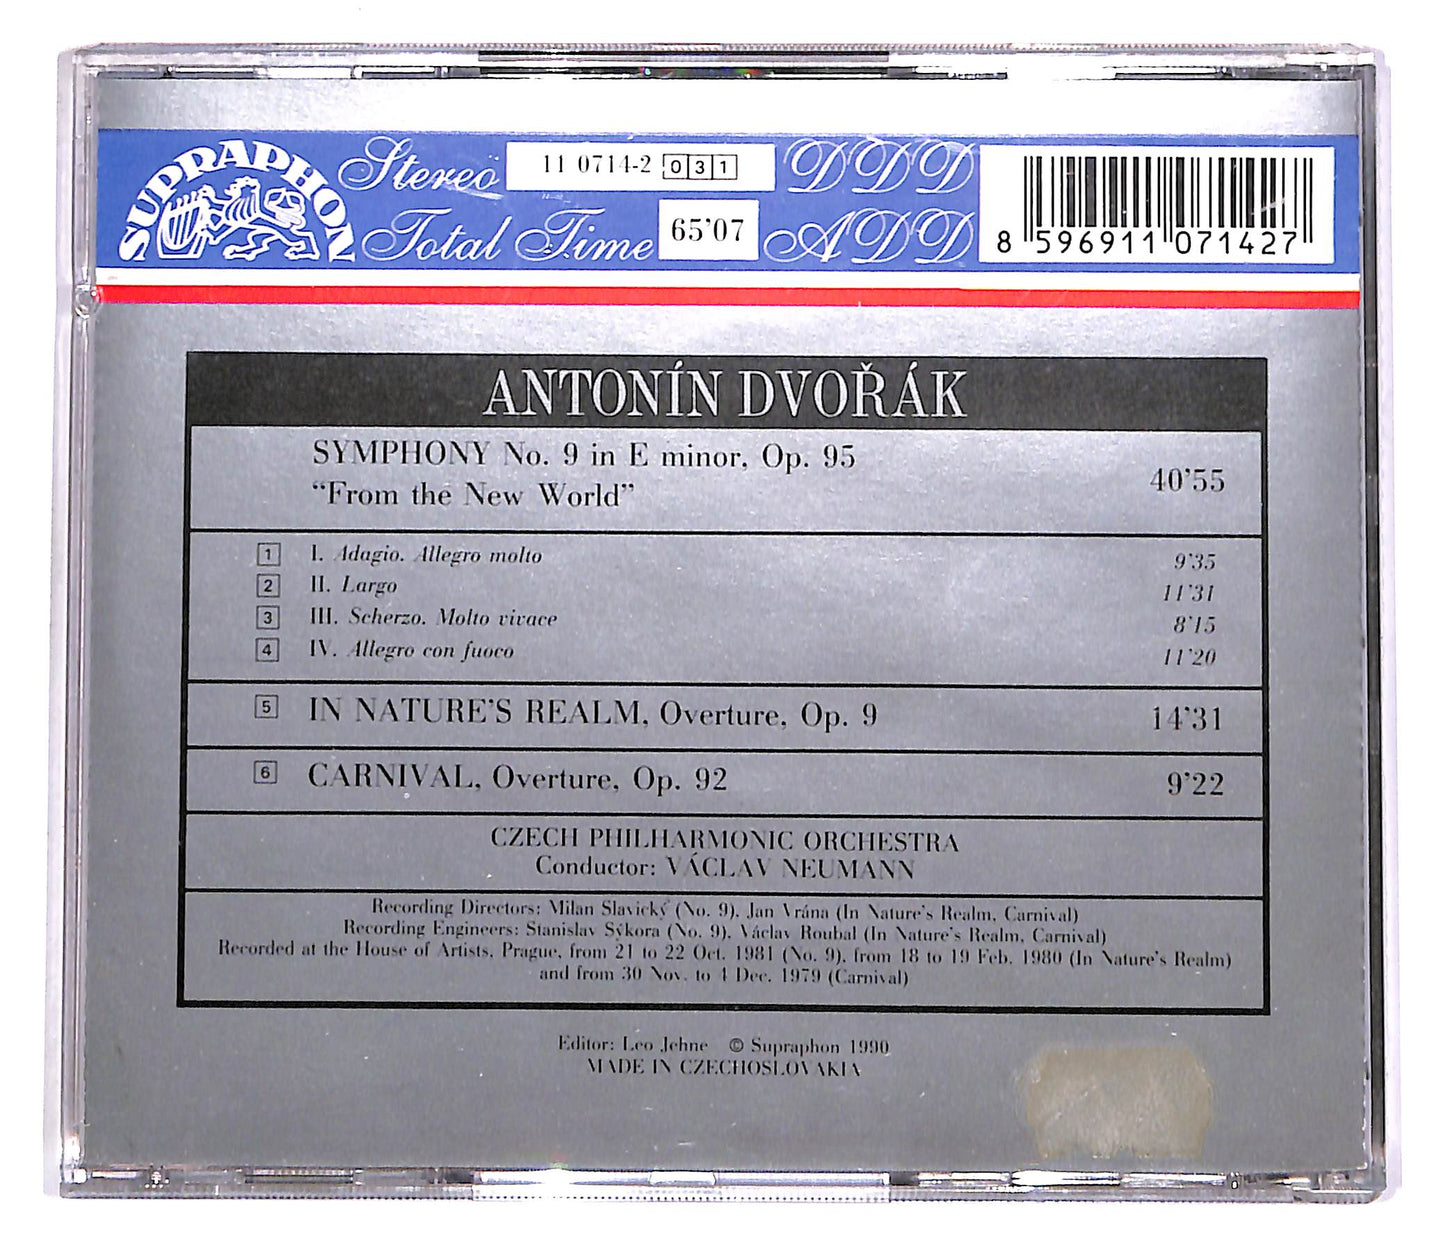 SUPRAPHON
Stereo 11 0714-2 031 DDD
Total Time 65'07 ADD
8 596911 071427
ANTONÍN DVOŘÁK
SYMPHONY No. 9 in E minor, Op. 95
“From the New World” 40'55
1 I. Adagio. Allegro molto 9'35
2 II. Largo 11'31
3 III. Scherzo. Molto vivace 8'15
4 IV. Allegro con fuoco 11'20
5 IN NATURE'S REALM, Overture, Op. 9 14'31
6 CARNIVAL, Overture, Op. 92 9'22
CZECH PHILHARMONIC ORCHESTRA
Conductor: VÁCLAV NEUMANN
Recording Directors: Milan Slavický (No. 9), Jan Vrána (In Nature's Realm, Carnival)
Recording Engineers: Stanislav Sýkora (No. 9), Václav Roubal (In Nature's Realm, Carnival)
Recorded at the House of Artists, Prague, from 21 to 22 Oct. 1981 (No. 9), from 18 to 19 Feb. 1980 (In Nature's Realm)
and from 30 Nov. to 4 Dec. 1979 (Carnival)
Editor: Leo Jehne © Supraphon 1990
MADE IN CZECHOSLOVAKIA